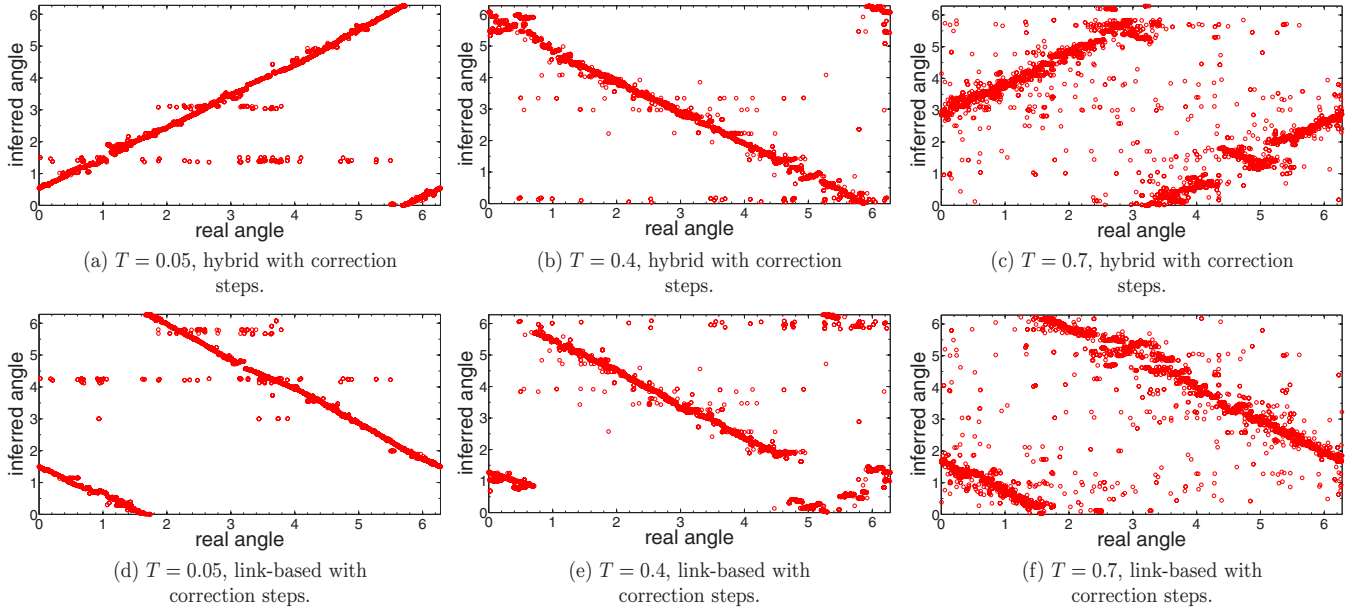 6
5
4
3
2
1
0
inferred angle
0 1 2 3 4 5 6
real angle
(a) T = 0.05, hybrid with correction
steps.
6
5
4
3
2
1
0
inferred angle
0 1 2 3 4 5 6
real angle
(b) T = 0.4, hybrid with correction
steps.
6
5
4
3
2
1
0
inferred angle
0 1 2 3 4 5 6
real angle
(c) T = 0.7, hybrid with correction
steps.
6
5
4
3
2
1
0
inferred angle
0 1 2 3 4 5 6
real angle
(d) T = 0.05, link-based with
correction steps.
6
5
4
3
2
1
0
inferred angle
0 1 2 3 4 5 6
real angle
(e) T = 0.4, link-based with
correction steps.
6
5
4
3
2
1
0
inferred angle
0 1 2 3 4 5 6
real angle
(f) T = 0.7, link-based with
correction steps.